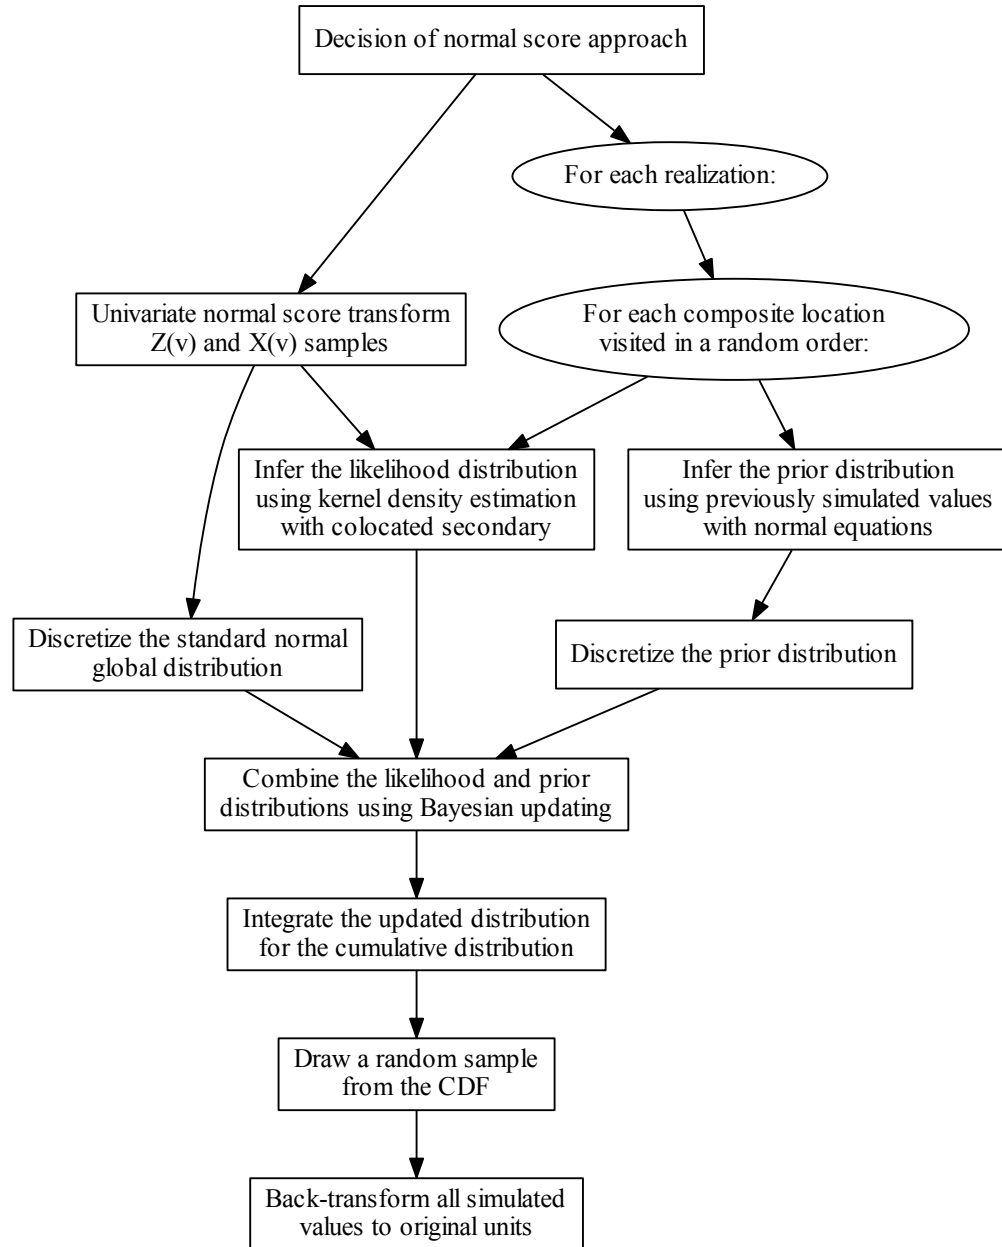 Decision of normal score approach
For each realization:
Univariate normal score transform
Z(v) and X(v) samples
For each composite location
visited in a random order:
Infer the likelihood distribution
using kernel density estimation
with colocated secondary
Infer the prior distribution
using previously simulated values
with normal equations
Discretize the standard normal
global distribution
Discretize the prior distribution
Combine the likelihood and prior
distributions using Bayesian updating
Integrate the updated distribution
for the cumulative distribution
Draw a random sample
from the CDF
Back-transform all simulated
values to original units